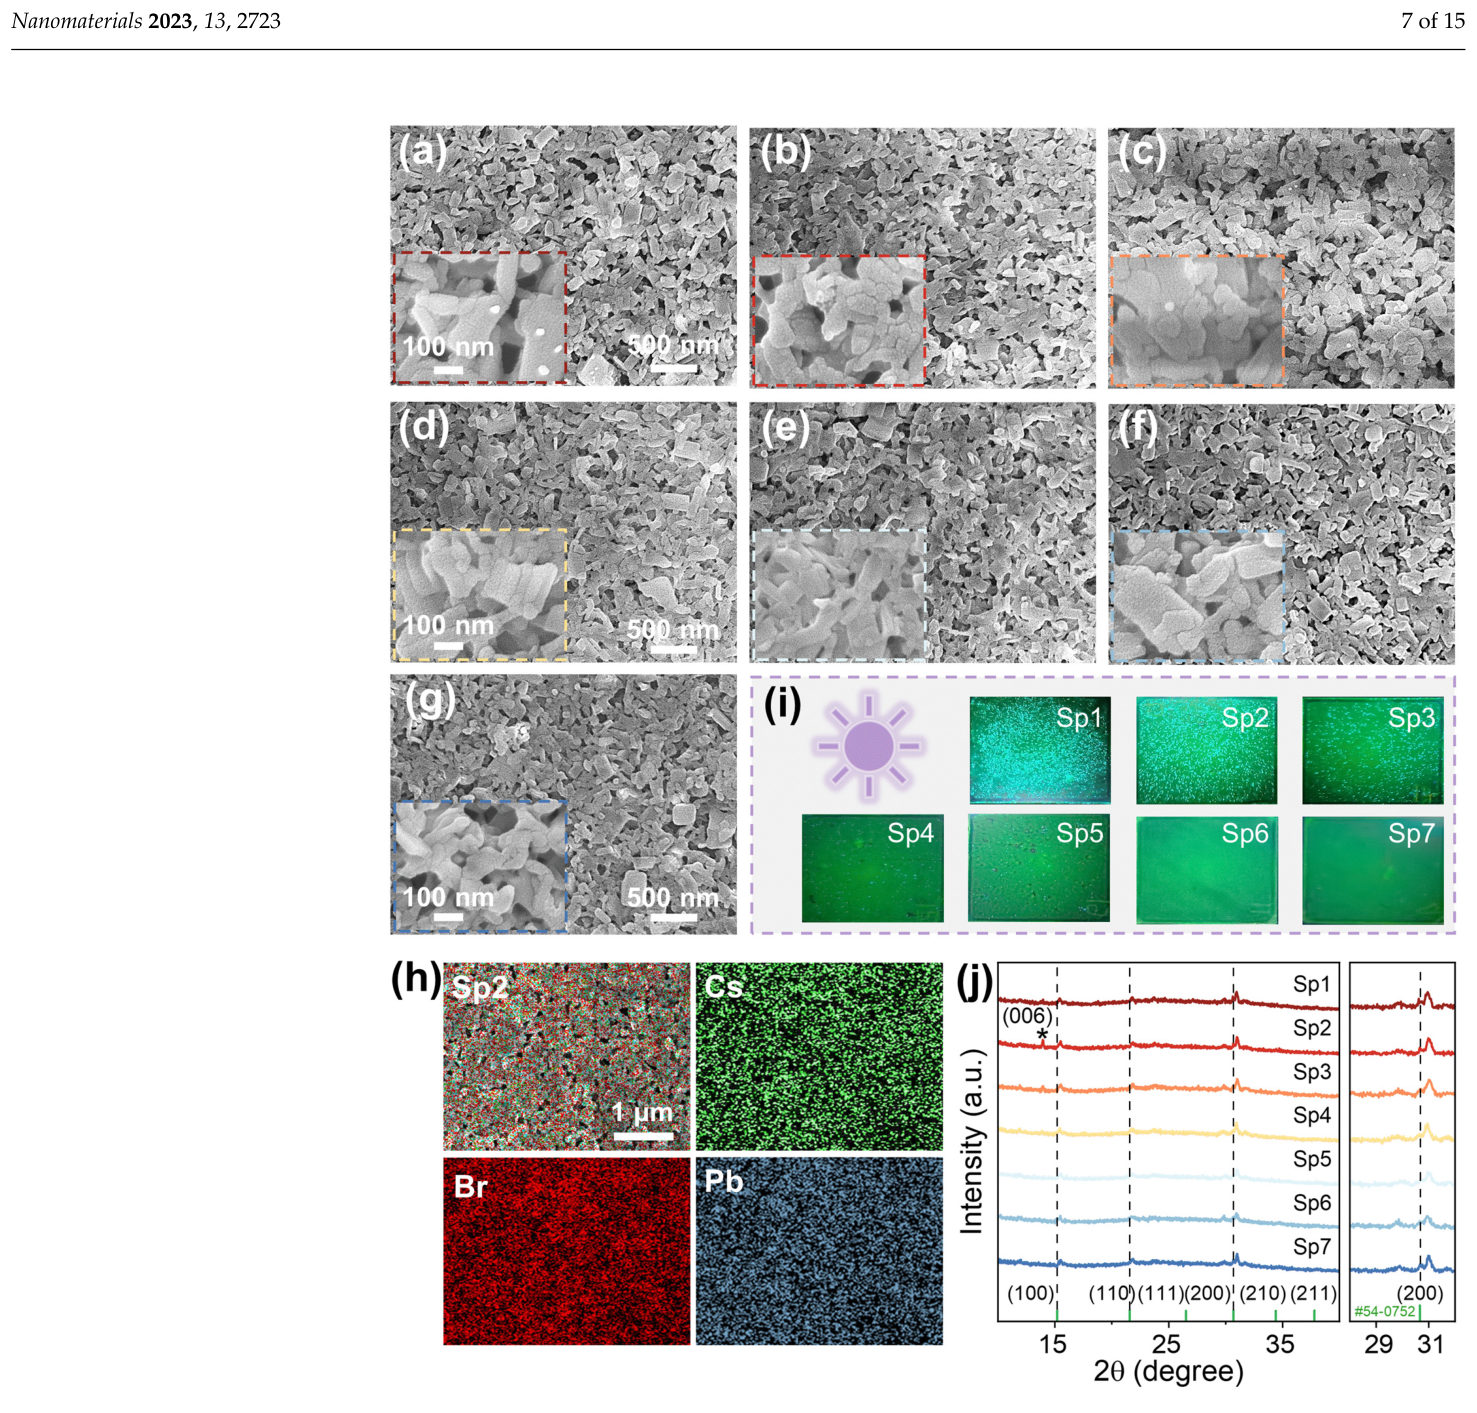 Nanomaterials 2023, 13, 2723
7 of 15
(a)
100 nm
500 nm
(b)
(c)
(d)
100 nm
500 nm
(e)
(f)
(g)
100 nm
500 nm
(i)
Sp1
Sp2
Sp3
Sp4
Sp5
Sp6
Sp7
(h)
Sp2
1 μm
Cs
Br
Pb
(j)
Intensity (a.u.)
Sp1
(006)
*
Sp2
Sp3
Sp4
Sp5
Sp6
Sp7
(100)
(110)
(111)
(200)
(210)
(211)
(200)
#54-0752
15
25
35
29
31
2θ (degree)